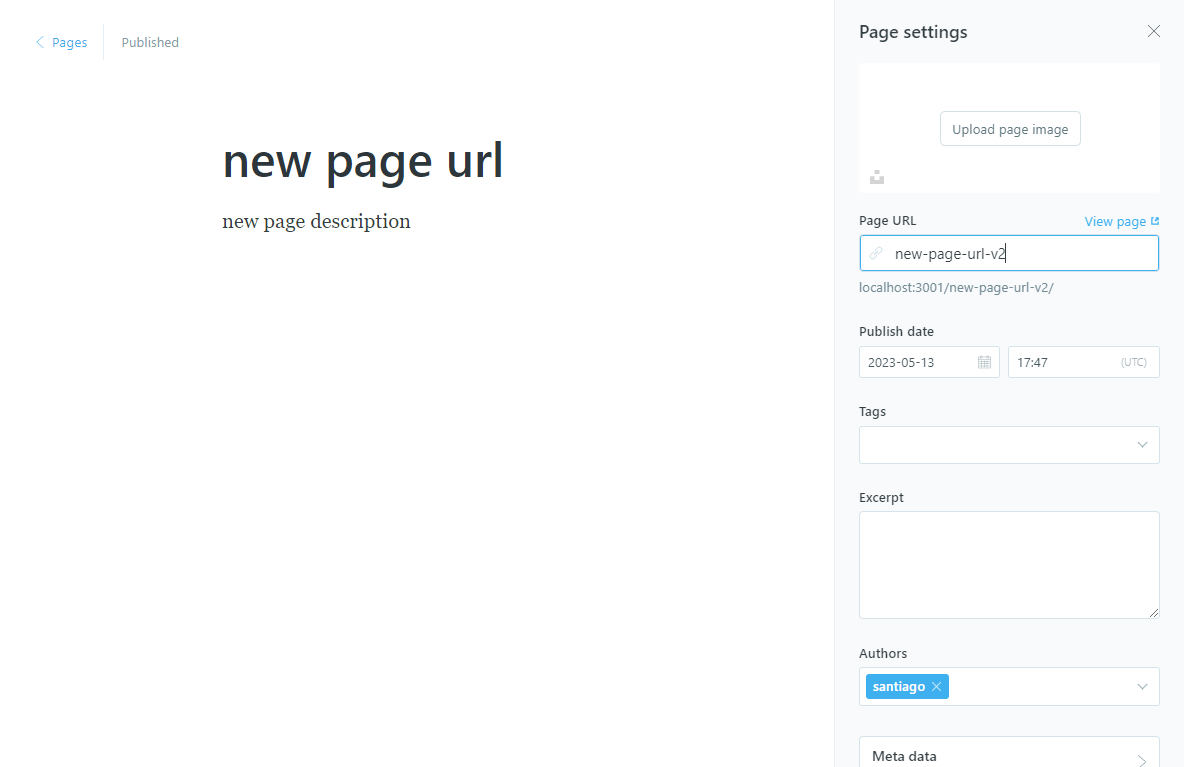 Pages
Published
new page url
new page description
Page settings
Upload page image
Page URL
View page
new-page-url-v2
localhost:3001/new-page-url-v2/
Publish date
2023-05-13
17:47
(UTC)
Tags
Excerpt
Authors
santiago
Meta data